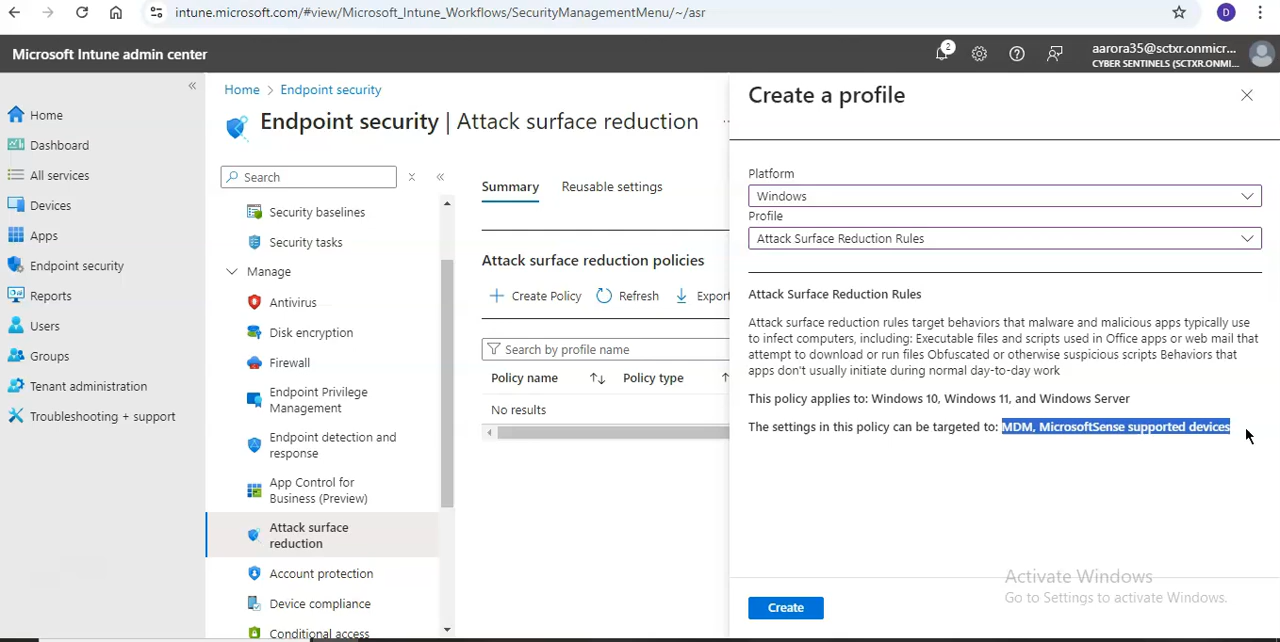 intune.microsoft.com/#view/Microsoft_Intune_Workflows/SecurityManagementMenu/~/asr
D
Microsoft Intune admin center
2
aarora35@sctxr.onmicr...
CYBER SENTINELS (SCTXR.ONMI...
Home
Dashboard
All services
Devices
Apps
Endpoint security
Reports
Users
Groups
Tenant administration
Troubleshooting + support
Home > Endpoint security
Endpoint security | Attack surface reduction ...
Search
Security baselines
Security tasks
Manage
Antivirus
Disk encryption
Firewall
Endpoint Privilege
Management
Endpoint detection and
response
App Control for
Business (Preview)
Attack surface
reduction
Account protection
Device compliance
Conditional access
Summary Reusable settings
Attack surface reduction policies
Create Policy Refresh Export
Search by profile name
Policy name Policy type
No results
Create a profile
Platform
Windows
Profile
Attack Surface Reduction Rules
Attack Surface Reduction Rules
Attack surface reduction rules target behaviors that malware and malicious apps typically use
to infect computers, including: Executable files and scripts used in Office apps or web mail that
attempt to download or run files Obfuscated or otherwise suspicious scripts Behaviors that
apps don't usually initiate during normal day-to-day work
This policy applies to: Windows 10, Windows 11, and Windows Server
The settings in this policy can be targeted to: MDM, MicrosoftSense supported devices
Activate Windows
Go to Settings to activate Windows.
Create